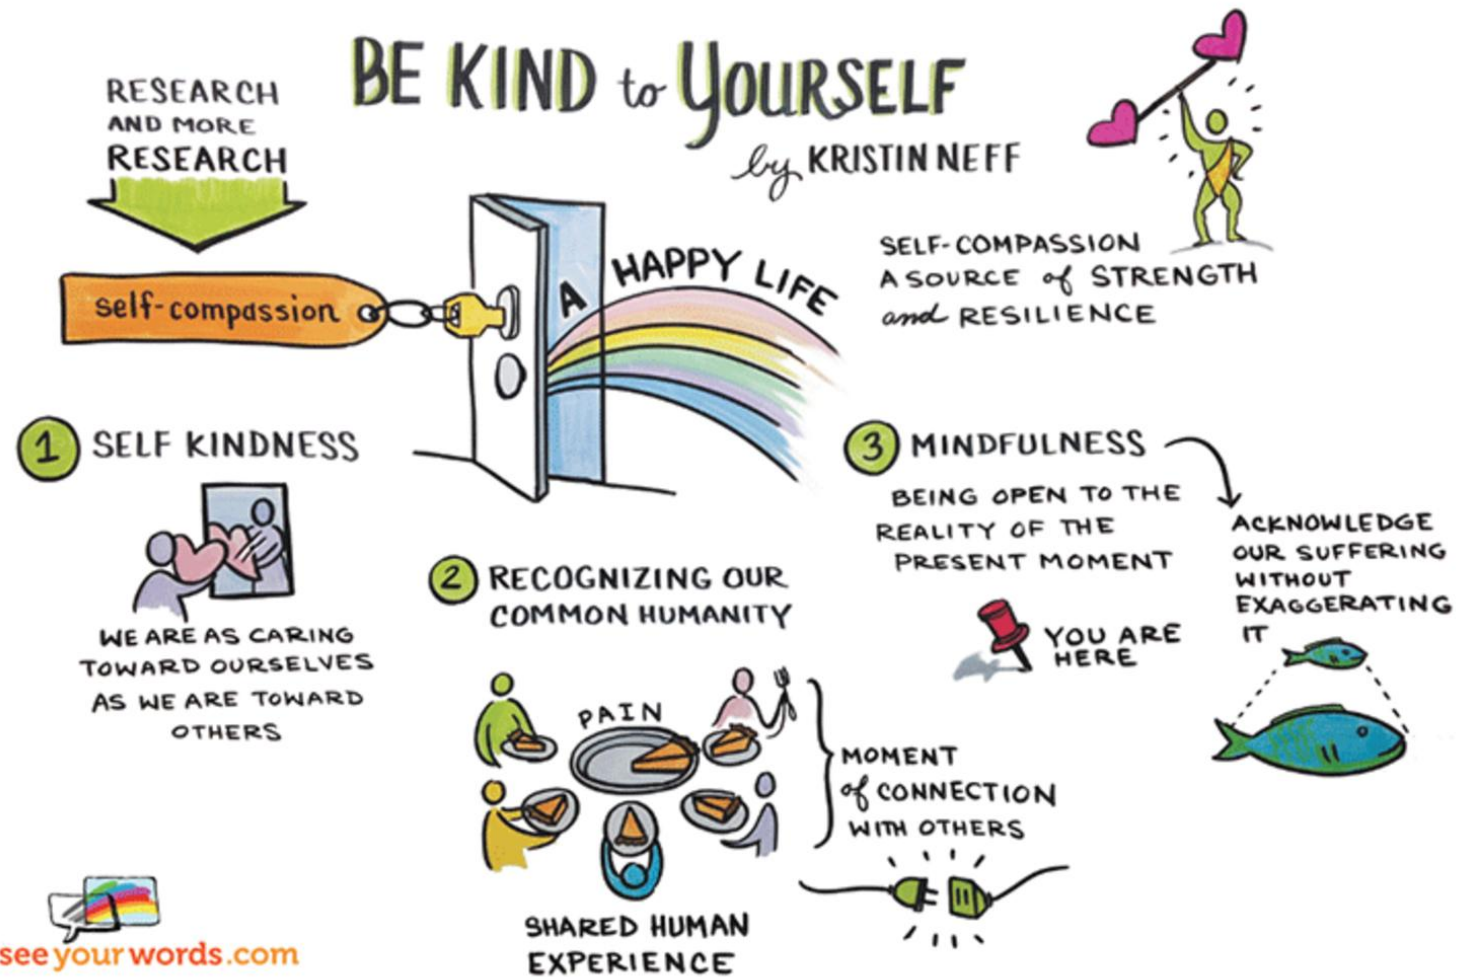 BE KIND to YOURSELF
by KRISTIN NEFF
RESEARCH
AND MORE
RESEARCH
self-compassion
A HAPPY LIFE
SELF-COMPASSION
A SOURCE of STRENGTH
and RESILIENCE
1 SELF KINDNESS
WE ARE AS CARING
TOWARD OURSELVES
AS WE ARE TOWARD
OTHERS
2 RECOGNIZING OUR
COMMON HUMANITY
PAIN
MOMENT
of CONNECTION
WITH OTHERS
SHARED HUMAN
EXPERIENCE
3 MINDFULNESS
BEING OPEN TO THE
REALITY OF THE
PRESENT MOMENT
YOU ARE
HERE
ACKNOWLEDGE
OUR SUFFERING
WITHOUT
EXAGGERATING
IT
seeyourwords.com